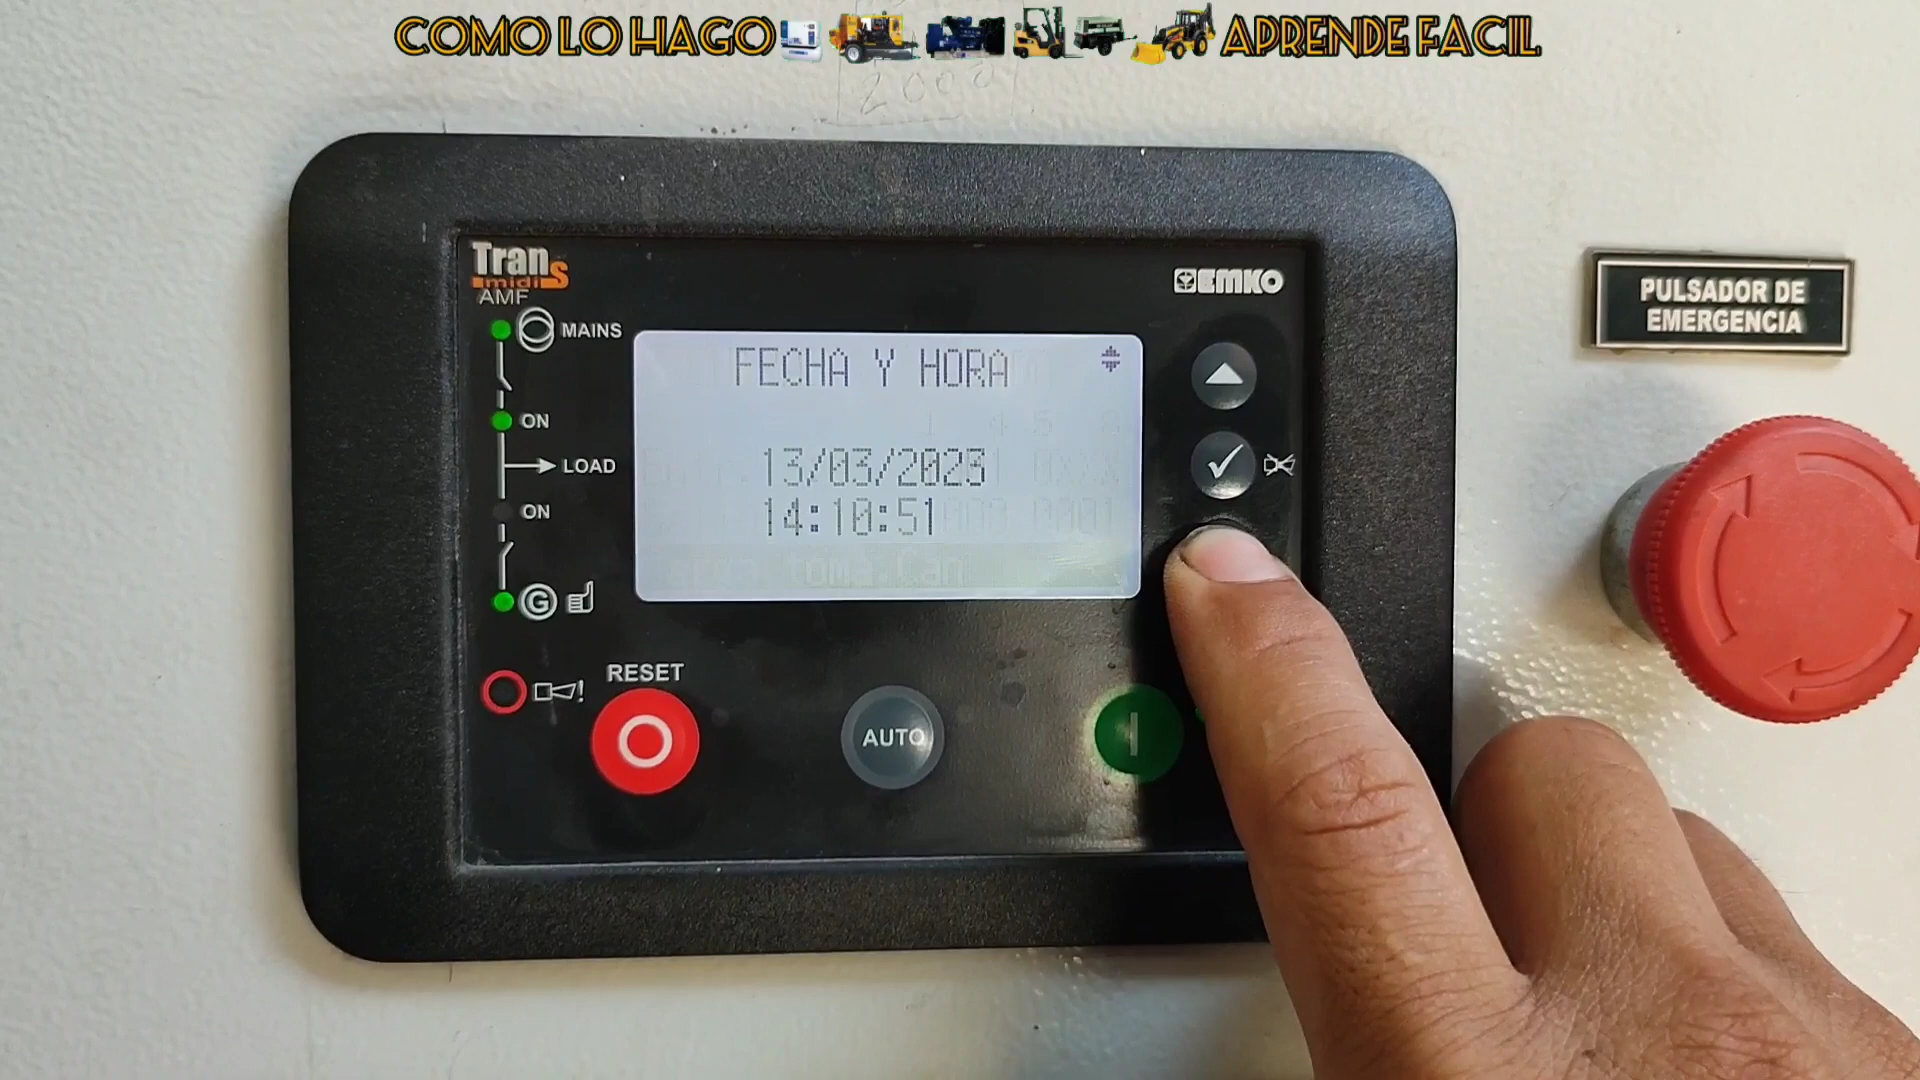 COMO LO HAGO APRENDE FACIL
2000
Trans
midi
AMF
EMKO
MAINS
ON
LOAD
ON
G
FECHA Y HORA
13/03/2023
14:10:51
RESET
AUTO
I
PULSADOR DE
EMERGENCIA